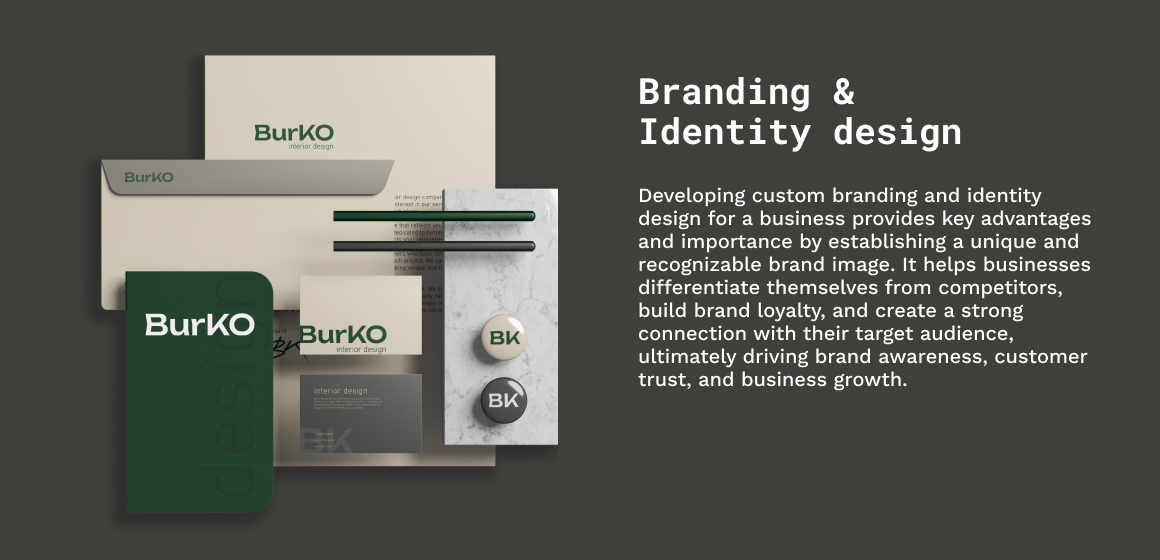 BurKO
interior design
BurKO
BurKO
design
BurKO
interior design
interior design
BK
BK
BK
Branding &
Identity design
Developing custom branding and identity
design for a business provides key advantages
and importance by establishing a unique and
recognizable brand image. It helps businesses
differentiate themselves from competitors,
build brand loyalty, and create a strong
connection with their target audience,
ultimately driving brand awareness, customer
trust, and business growth.